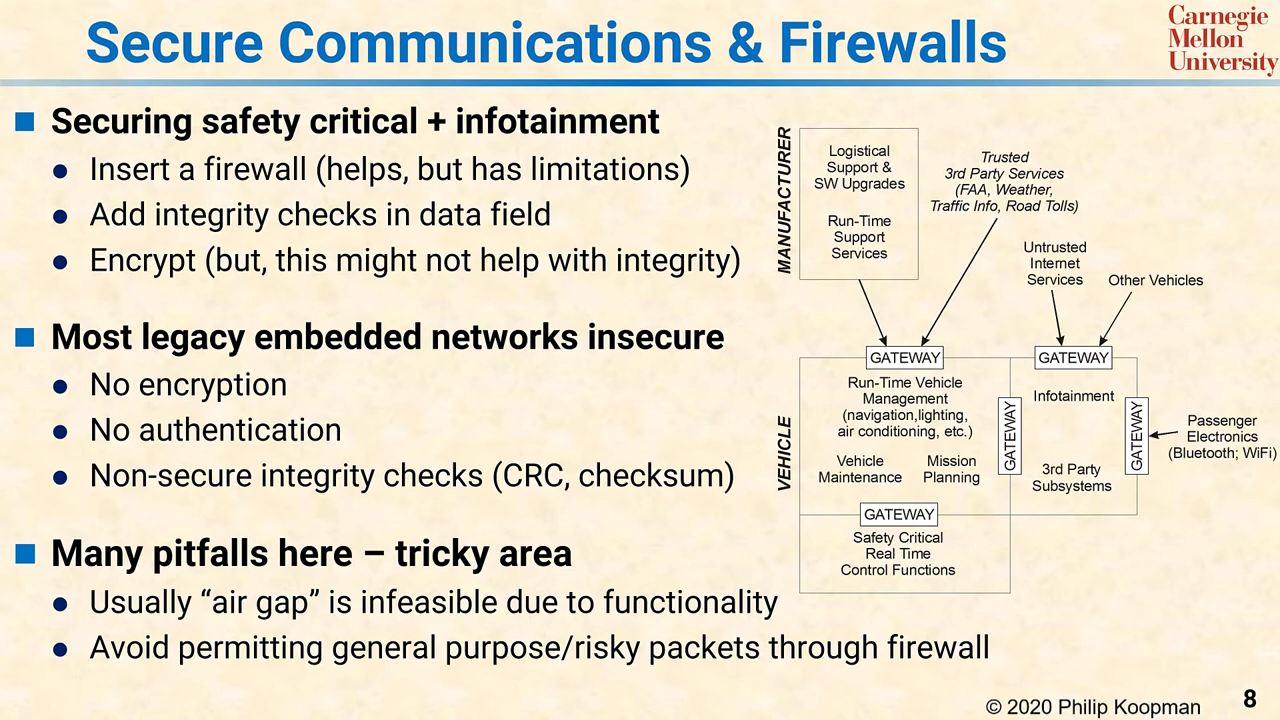 Secure Communications & Firewalls
Carnegie
Mellon
University
Securing safety critical + infotainment
Insert a firewall (helps, but has limitations)
Add integrity checks in data field
Encrypt (but, this might not help with integrity)
Most legacy embedded networks insecure
No encryption
No authentication
Non-secure integrity checks (CRC, checksum)
Many pitfalls here – tricky area
Usually “air gap” is infeasible due to functionality
Avoid permitting general purpose/risky packets through firewall
MANUFACTURER
Logistical
Support &
SW Upgrades
Run-Time
Support
Services
Trusted
3rd Party Services
(FAA, Weather,
Traffic Info, Road Tolls)
Untrusted
Internet
Services
Other Vehicles
VEHICLE
GATEWAY
Run-Time Vehicle
Management
(navigation,lighting,
air conditioning, etc.)
Vehicle
Maintenance
Mission
Planning
GATEWAY
GATEWAY
Infotainment
3rd Party
Subsystems
GATEWAY
Passenger
Electronics
(Bluetooth; WiFi)
GATEWAY
Safety Critical
Real Time
Control Functions
© 2020 Philip Koopman
8